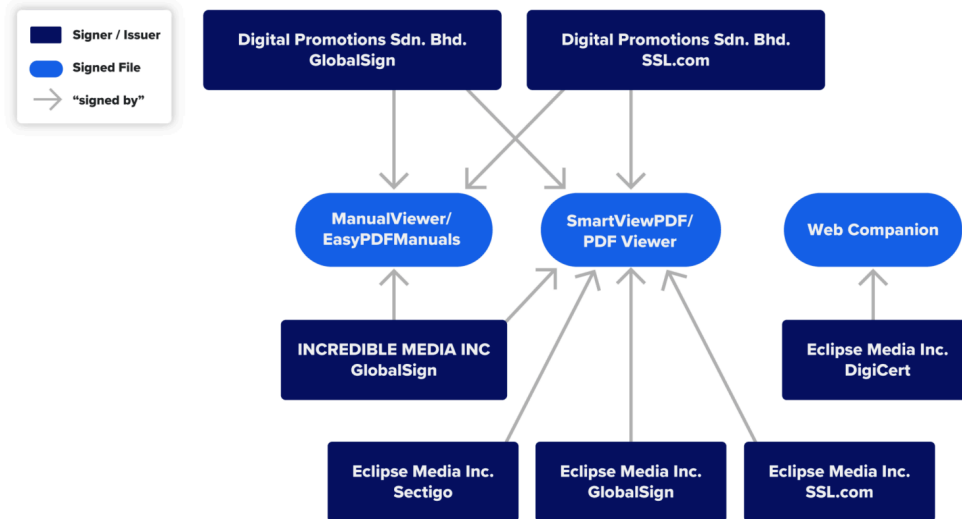 Signer / Issuer
Signed File
“signed by”
Digital Promotions Sdn. Bhd.
GlobalSign
Digital Promotions Sdn. Bhd.
SSL.com
ManualViewer/
EasyPDFManuals
SmartViewPDF/
PDF Viewer
Web Companion
INCREDIBLE MEDIA INC
GlobalSign
Eclipse Media Inc.
DigiCert
Eclipse Media Inc.
Sectigo
Eclipse Media Inc.
GlobalSign
Eclipse Media Inc.
SSL.com